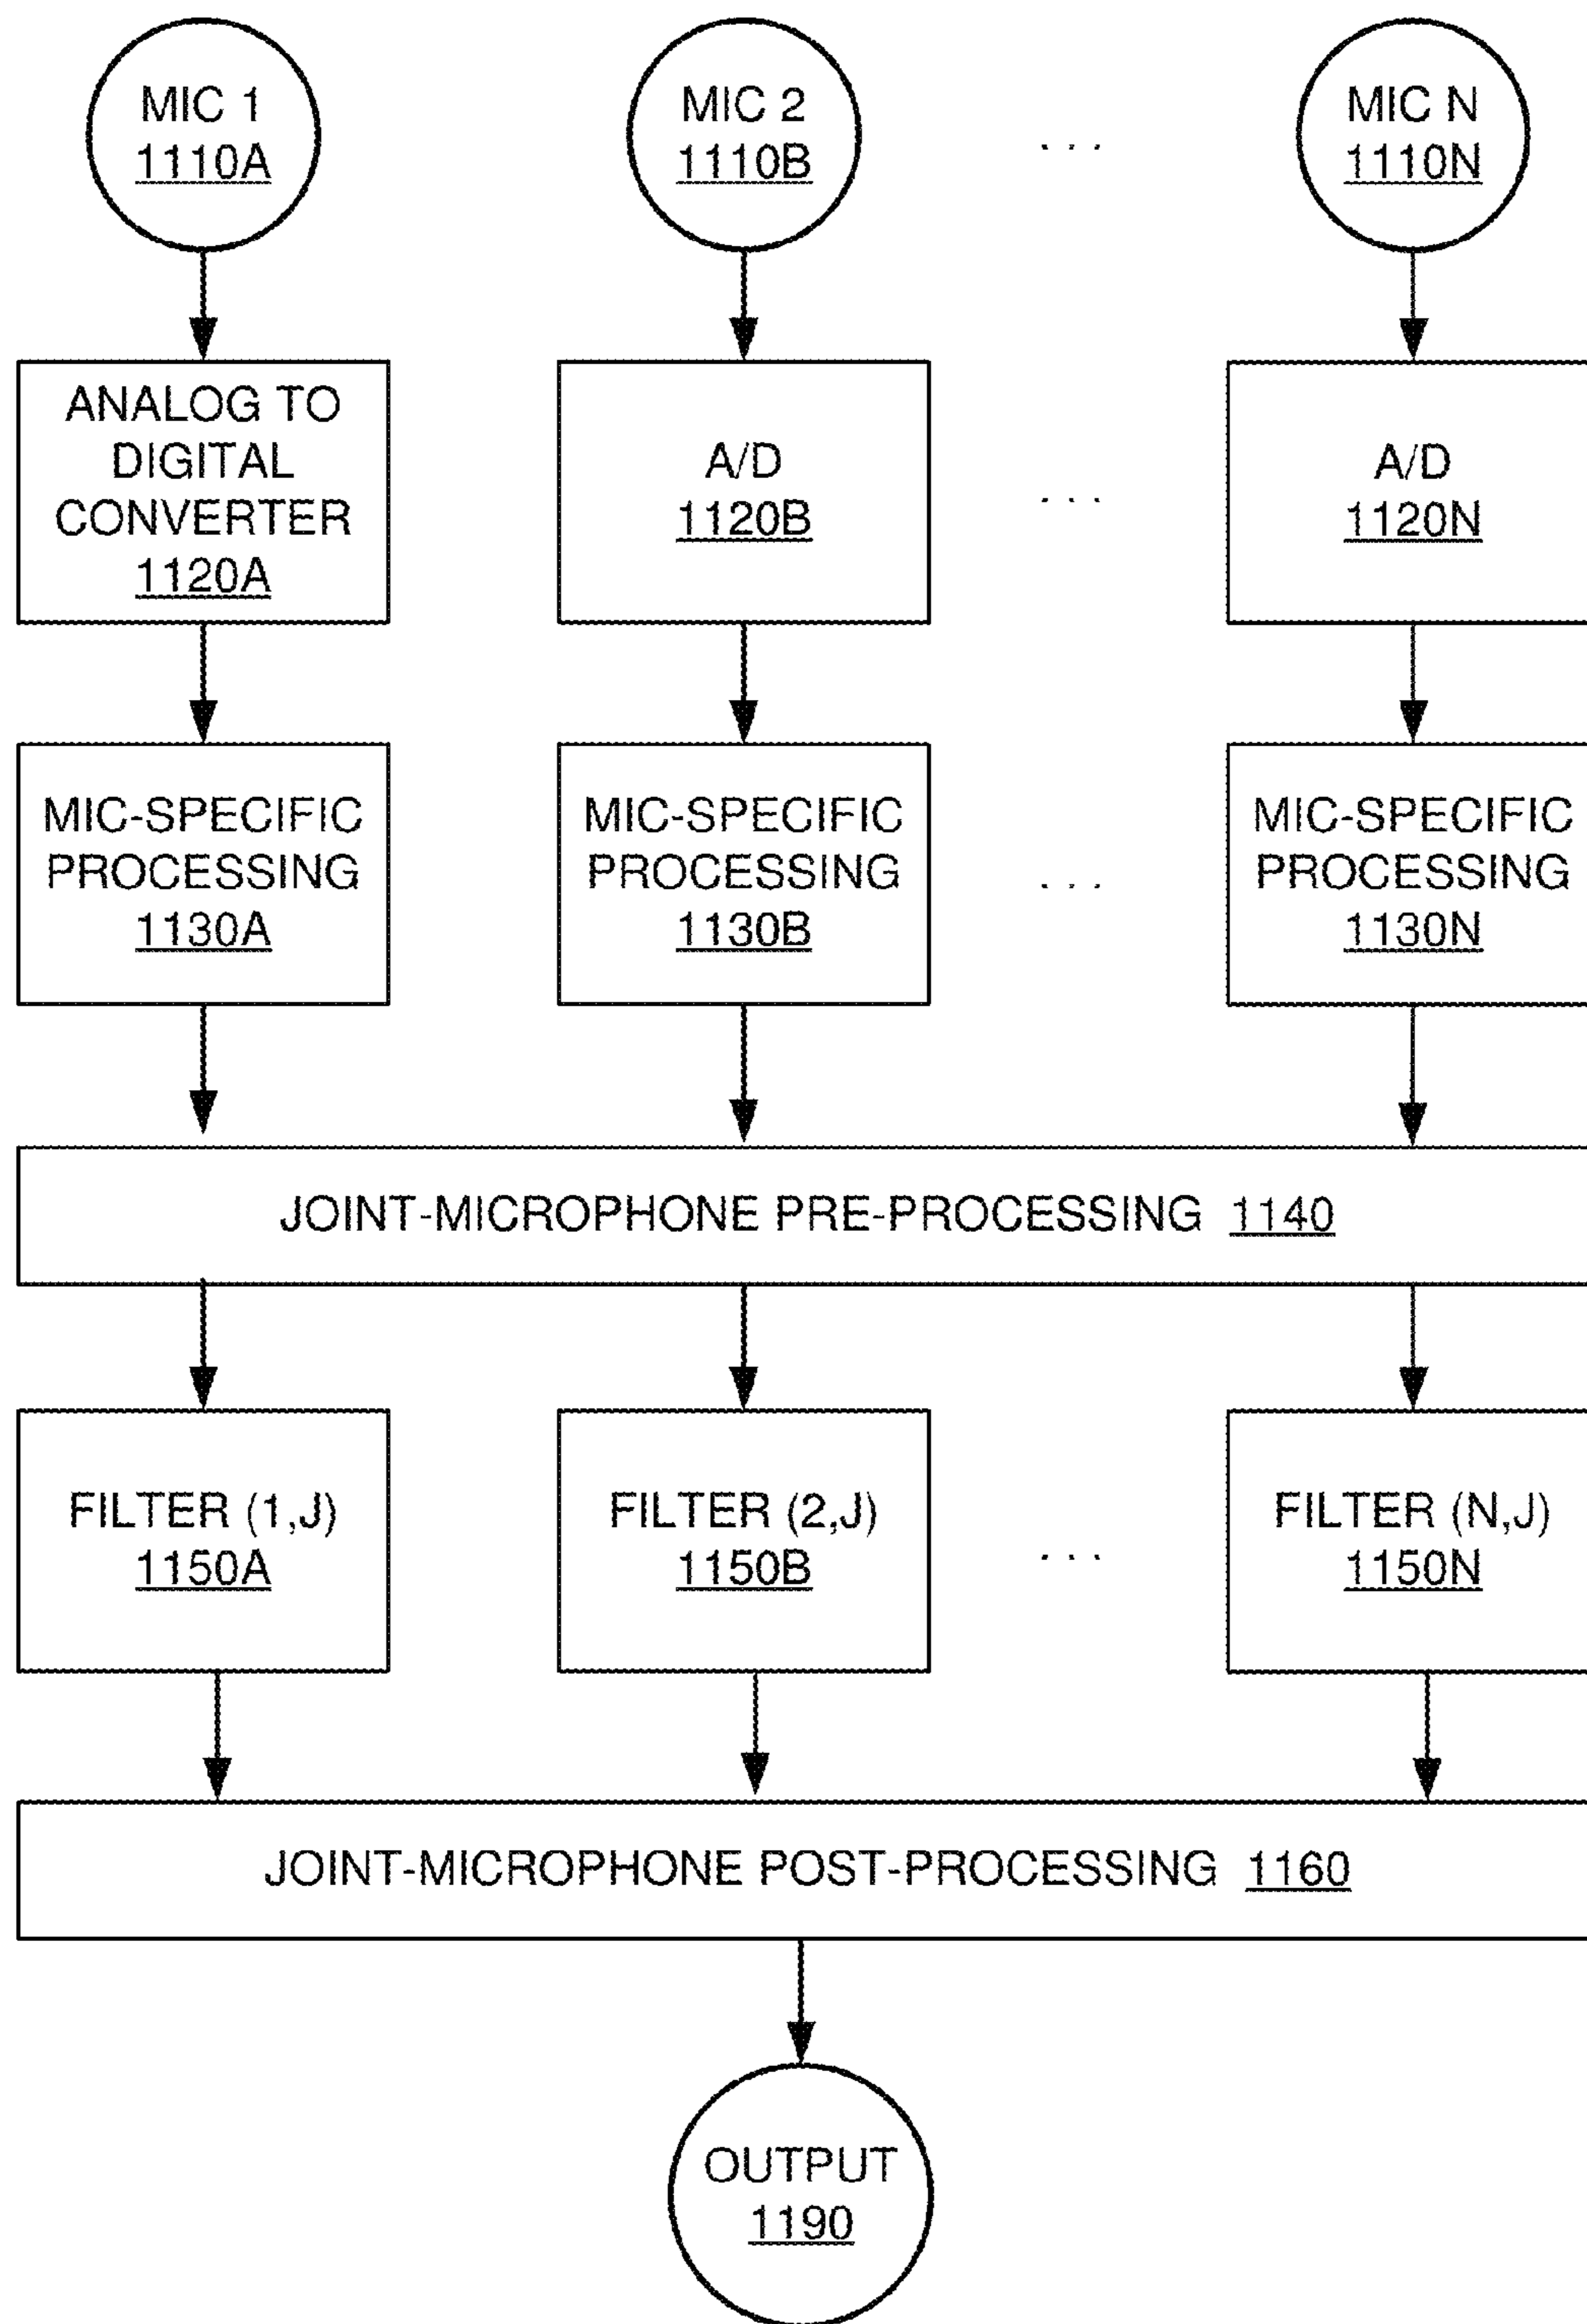 MIC 1
1110A
MIC 2
1110B
. . .
MIC N
1110N
ANALOG TO
DIGITAL
CONVERTER
1120A
A/D
1120B
. . .
A/D
1120N
MIC-SPECIFIC
PROCESSING
1130A
MIC-SPECIFIC
PROCESSING
1130B
. . .
MIC-SPECIFIC
PROCESSING
1130N
JOINT-MICROPHONE PRE-PROCESSING 1140
FILTER (1,J)
1150A
FILTER (2,J)
1150B
. . .
FILTER (N,J)
1150N
JOINT-MICROPHONE POST-PROCESSING 1160
OUTPUT
1190